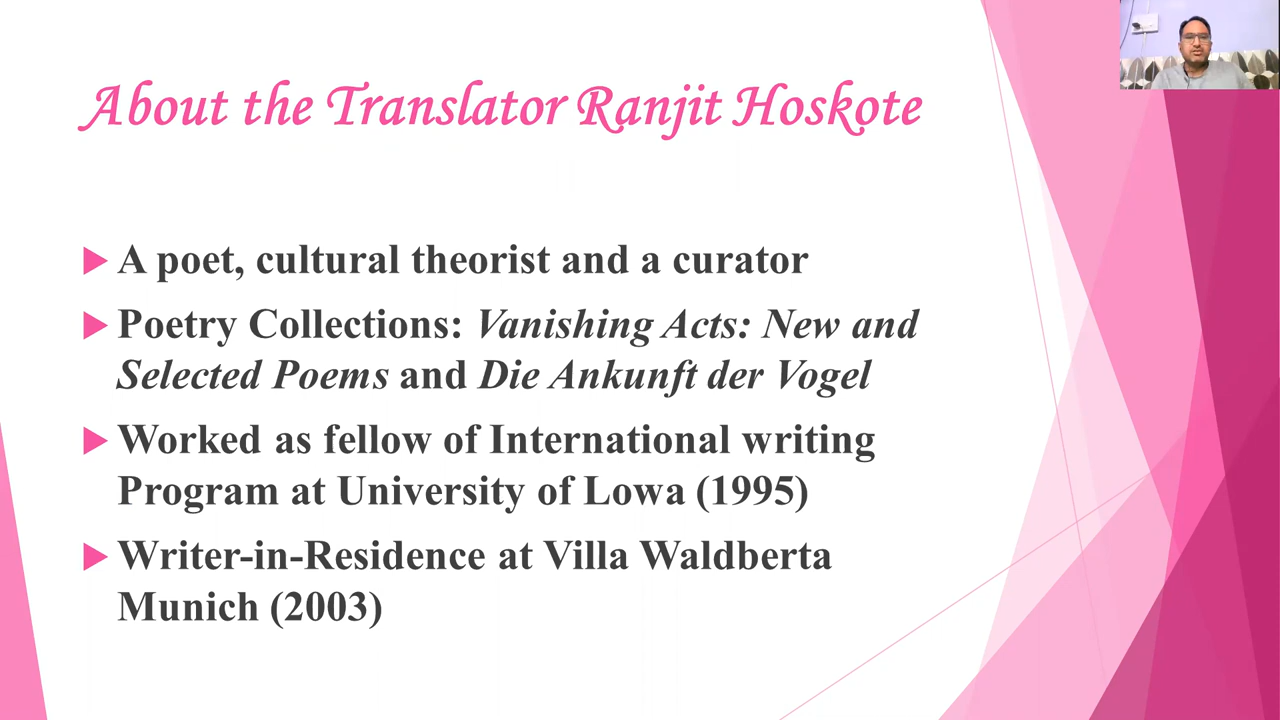 About the Translator Ranjit Hoskote
A poet, cultural theorist and a curator
Poetry Collections: Vanishing Acts: New and
Selected Poems and Die Ankunft der Vogel
Worked as fellow of International writing
Program at University of Lowa (1995)
Writer-in-Residence at Villa Waldberta
Munich (2003)